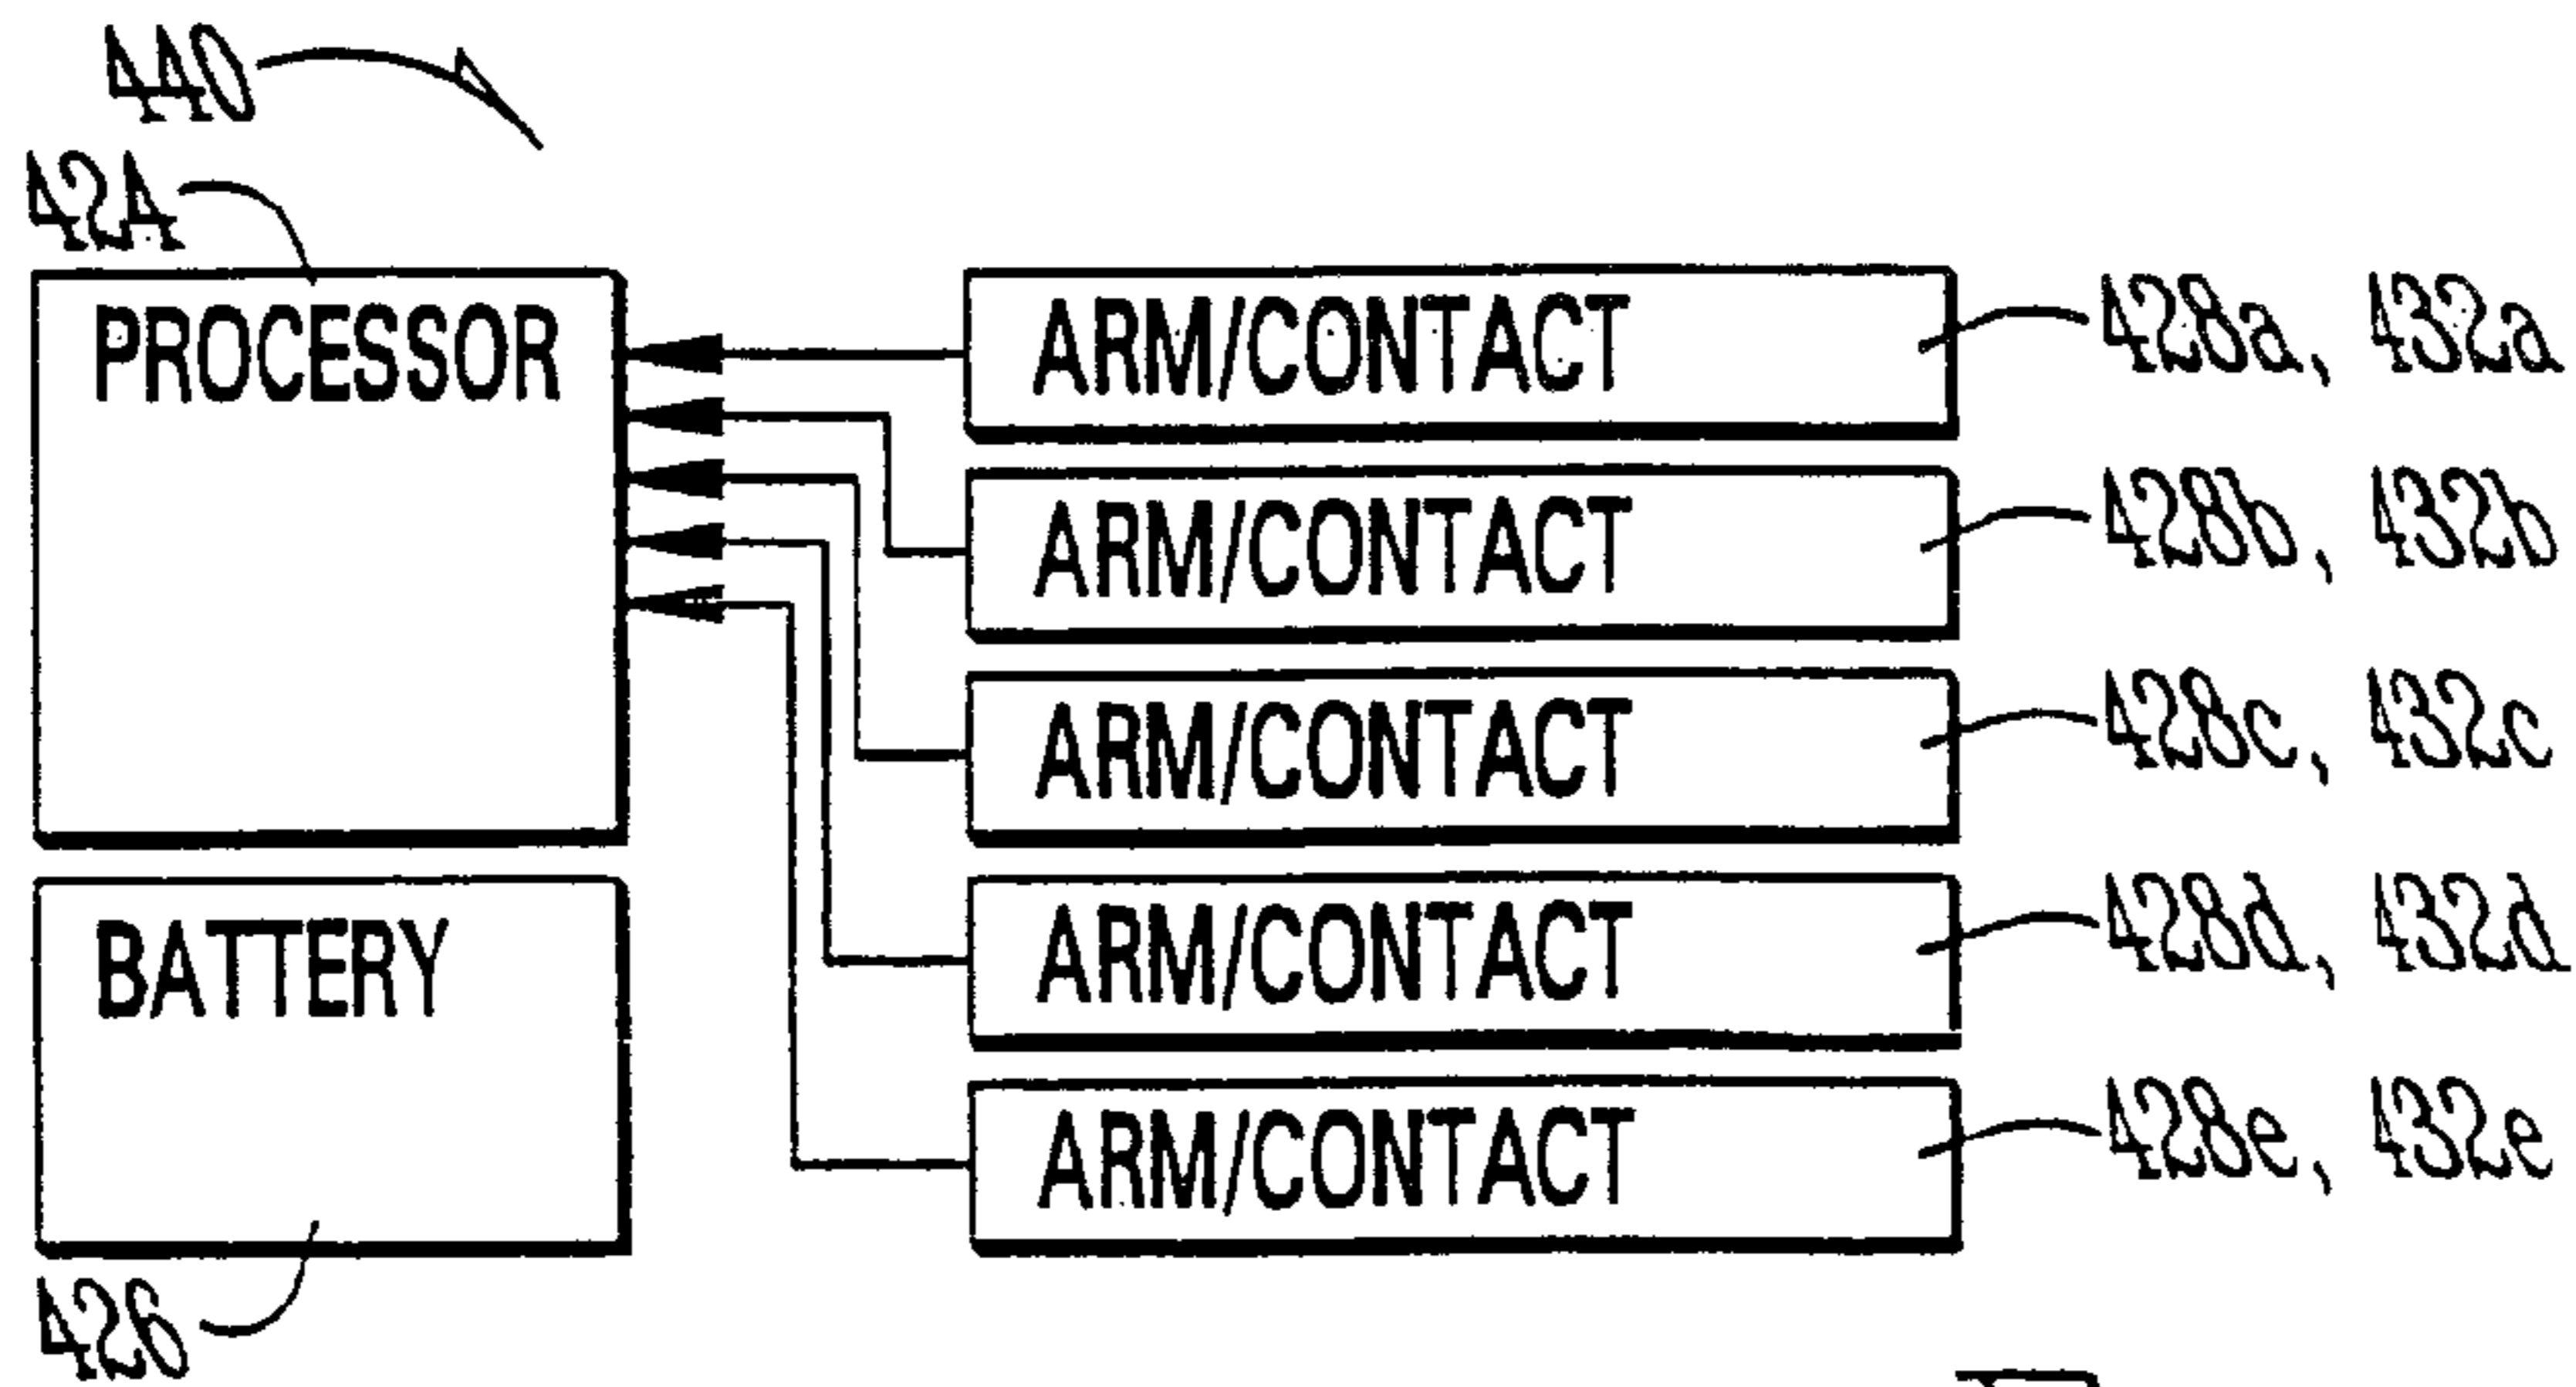 440
424
PROCESSOR
ARM/CONTACT
428a, 432a
ARM/CONTACT
428b, 432b
ARM/CONTACT
428c, 432c
BATTERY
ARM/CONTACT
428d, 432d
ARM/CONTACT
428e, 432e
426